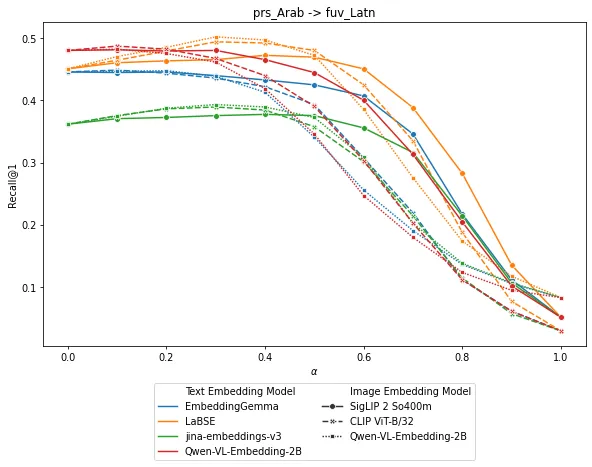 prs_Arab -> fuv_Latn
Recall@1
0.5
0.4
0.3
0.2
0.1
0.0 0.2 0.4 0.6 0.8 1.0
α
Text Embedding Model Image Embedding Model
EmbeddingGemma SigLIP 2 So400m
LaBSE CLIP ViT-B/32
jina-embeddings-v3 Qwen-VL-Embedding-2B
Qwen-VL-Embedding-2B